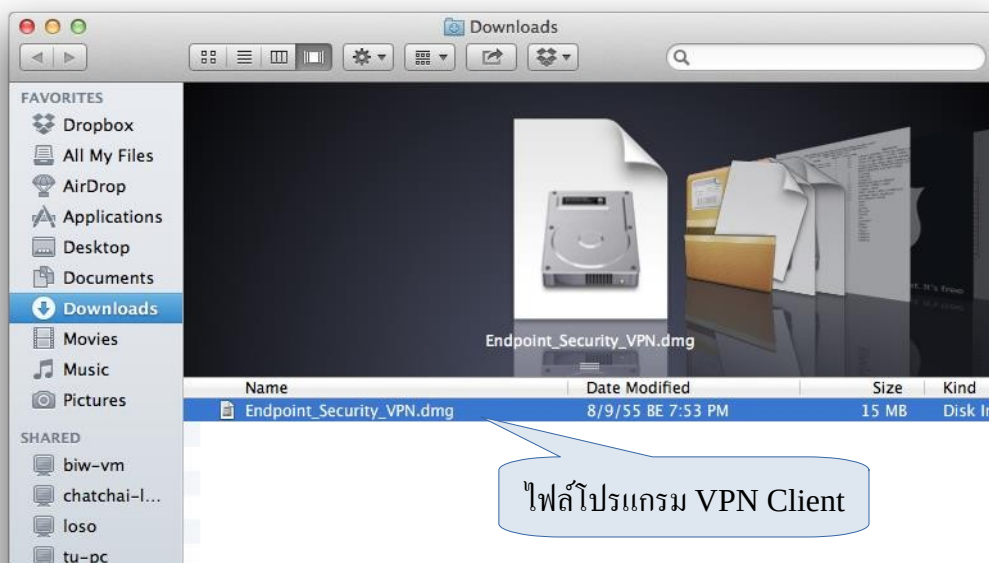 Downloads
FAVORITES
Dropbox
All My Files
AirDrop
Applications
Desktop
Documents
Downloads
Movies
Music
Pictures
SHARED
biw-vm
chatchai-l...
loso
tu-pc
Endpoint_Security_VPN.dmg
Name Date Modified Size Kind
Endpoint_Security_VPN.dmg 8/9/55 BE 7:53 PM 15 MB Disk
ไฟล์โปรแกรม VPN Client